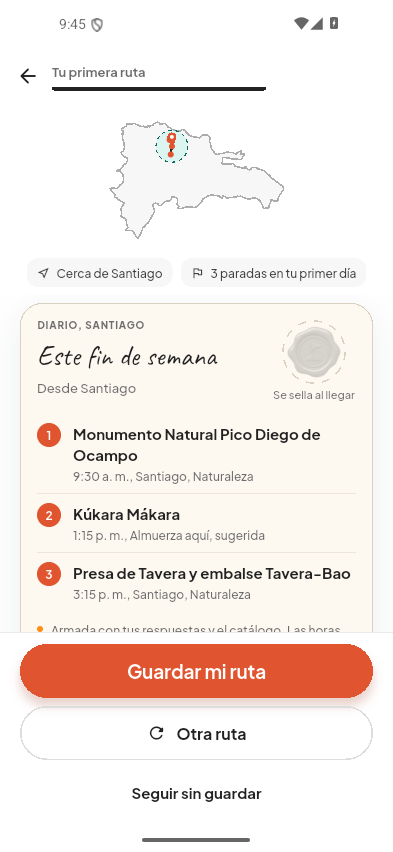 9:45
Tu primera ruta
Cerca de Santiago
3 paradas en tu primer día
DIARIO, SANTIAGO
Este fin de semana
Desde Santiago
Se sella al llegar
1
Monumento Natural Pico Diego de
Ocampo
9:30 a. m., Santiago, Naturaleza
2
Kúkara Mákara
1:15 p. m., Almuerza aquí, sugerida
3
Presa de Tavera y embalse Tavera-Bao
3:15 p. m., Santiago, Naturaleza
Armada con tus respuestas y el catálogo. Las horas
Guardar mi ruta
Otra ruta
Seguir sin guardar